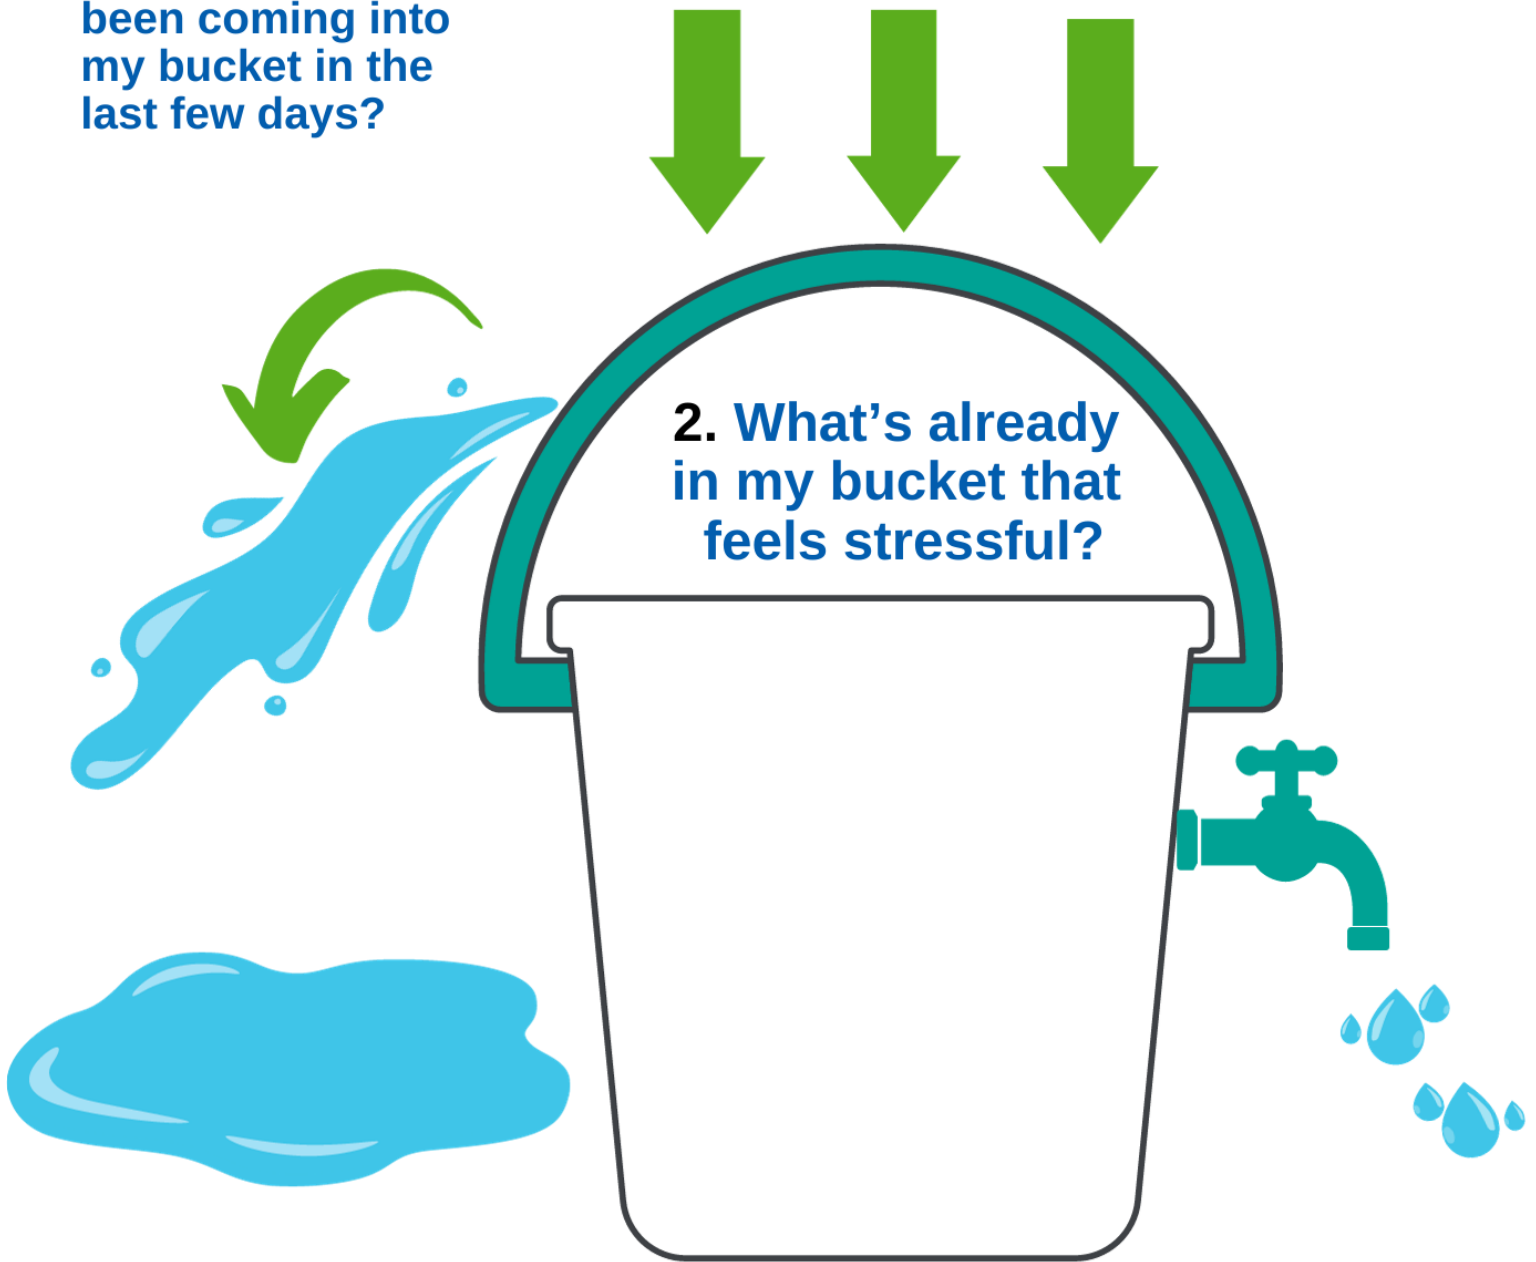 been coming into
my bucket in the
last few days?
2. What’s already
in my bucket that
feels stressful?